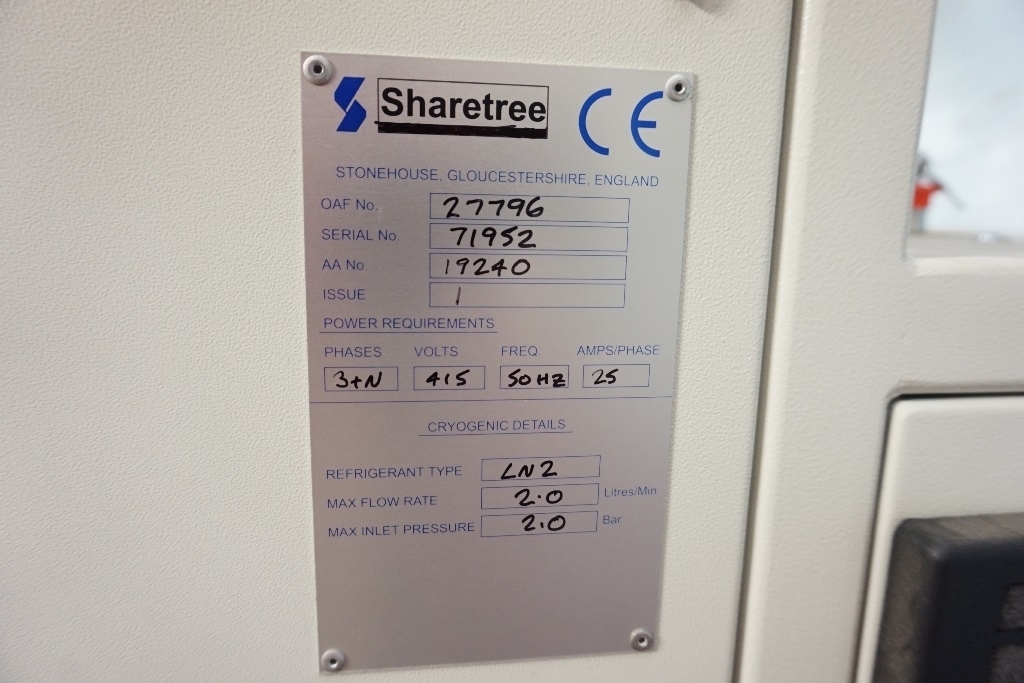 Sharetree CE
STONEHOUSE, GLOUCESTERSHIRE, ENGLAND
OAF No. 27796
SERIAL No. 71952
AA No. 19240
ISSUE 1
POWER REQUIREMENTS
PHASES VOLTS FREQ. AMPS/PHASE
3+N 415 50HZ 25
CRYOGENIC DETAILS
REFRIGERANT TYPE LN2
MAX FLOW RATE 2.0 Litres/Min
MAX INLET PRESSURE 2.0 Bar